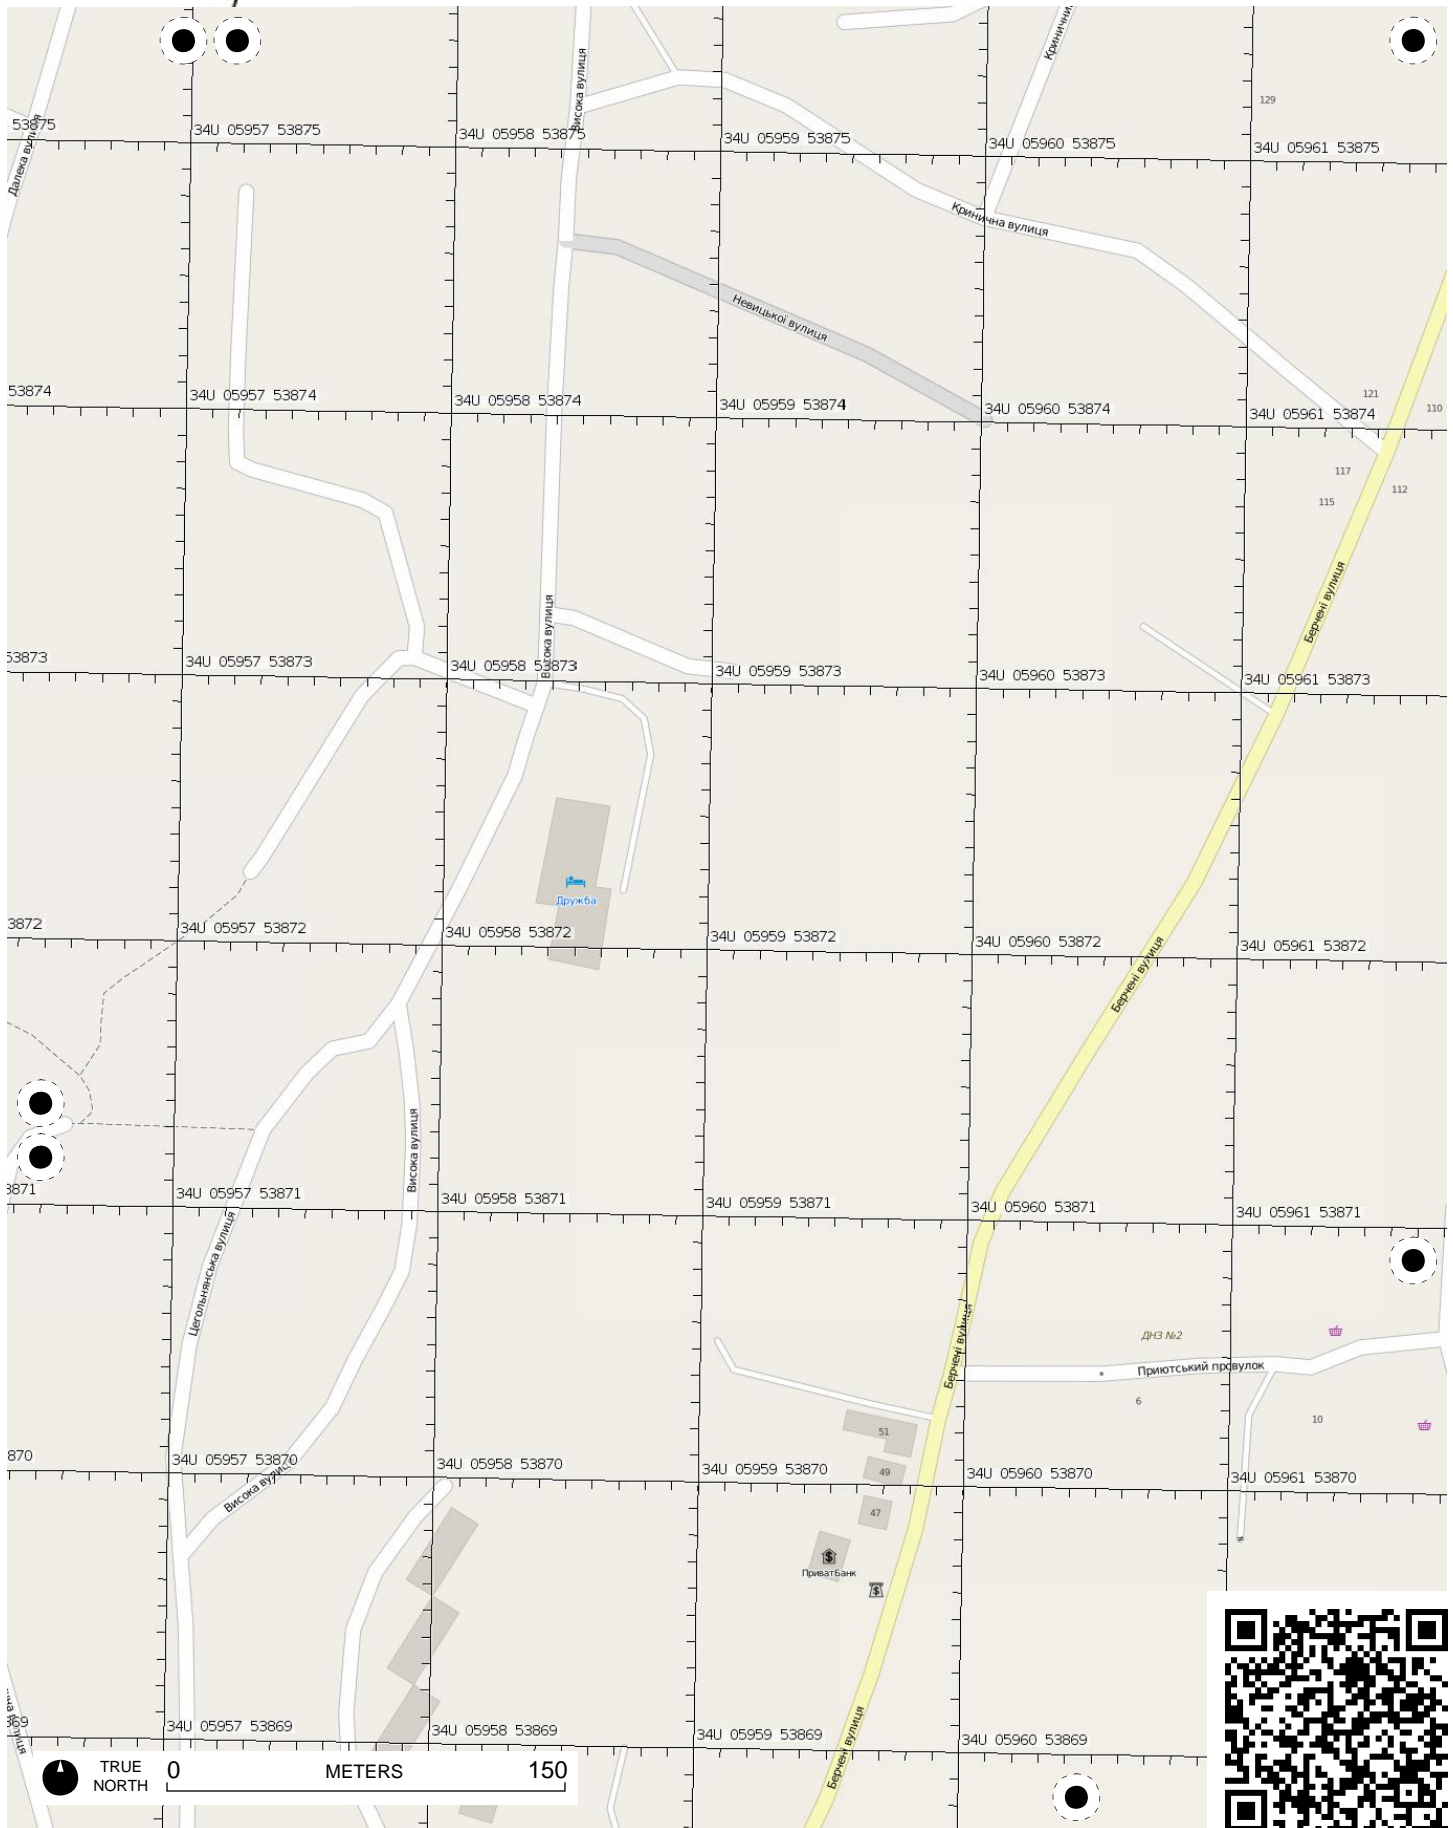 Висока вулиця
Криничн
129
53875
34U 05957 53875
34U 05958 53875
34U 05959 53875
34U 05960 53875
34U 05961 53875
Далека вулиця
Кринична вулиця
Невицької вулиця
53874
34U 05957 53874
34U 05958 53874
34U 05959 53874
34U 05960 53874
34U 05961 53874
121
110
117
112
115
Берчені вулиця
Висока вулиця
53873
34U 05957 53873
34U 05958 53873
34U 05959 53873
34U 05960 53873
34U 05961 53873
Дружба
3872
34U 05957 53872
34U 05958 53872
34U 05959 53872
34U 05960 53872
34U 05961 53872
Берчені вулиця
Висока вулиця
3871
34U 05957 53871
34U 05958 53871
34U 05959 53871
34U 05960 53871
34U 05961 53871
Цегольнянська вулиця
Берчені вулиця
ДНЗ №2
Приютський провулок
6
10
51
870
34U 05957 53870
34U 05958 53870
34U 05959 53870
34U 05960 53870
34U 05961 53870
49
Висока вулиця
47
ПриватБанк
369
34U 05957 53869
34U 05958 53869
34U 05959 53869
34U 05960 53869
Берчені вулиця
TRUE
NORTH
0 METERS 150